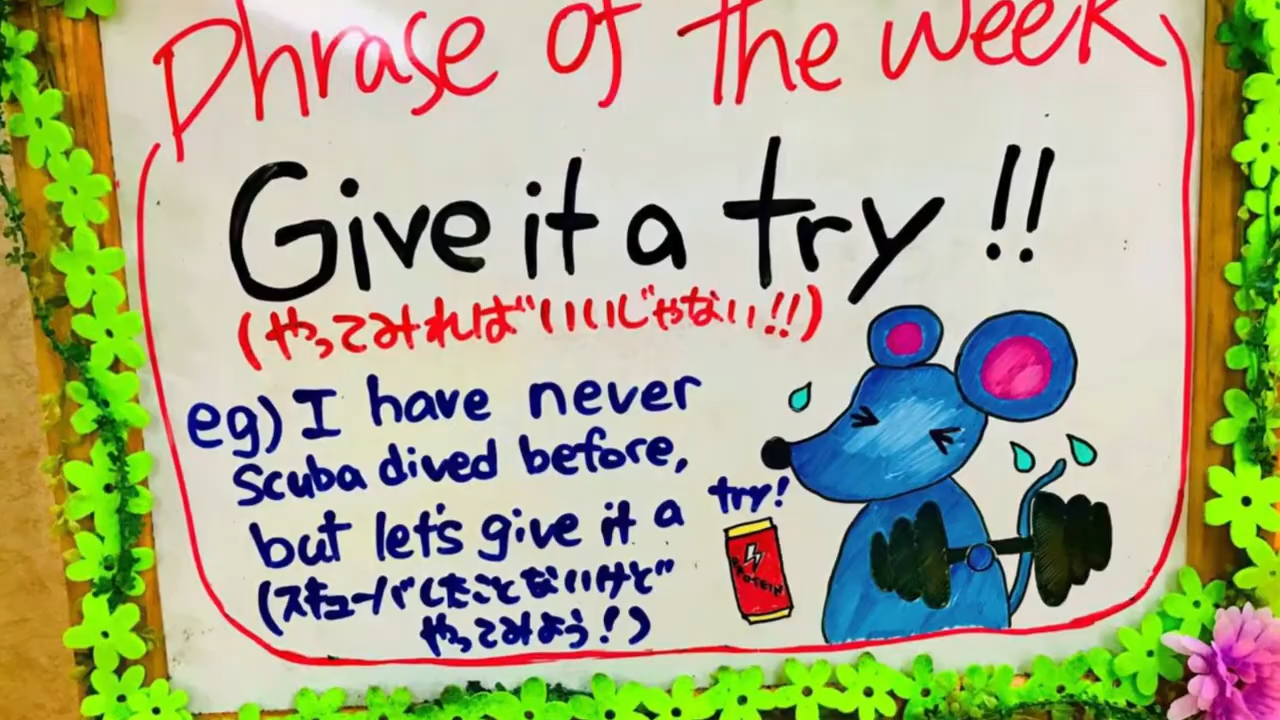 Phrase of the week
Give it a try!!
(やってみればいいじゃない!!)
eg) I have never
Scuba dived before,
but let's give it a try!
(スキューバしたことないけど
やってみよう!)
PROTEIN